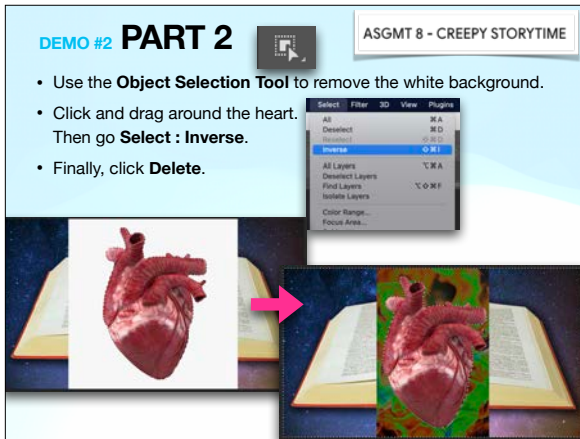 DEMO #2 PART 2
ASGMT 8 - CREEPY STORYTIME
• Use the Object Selection Tool to remove the white background.
• Click and drag around the heart.
Then go Select : Inverse.
• Finally, click Delete.
Select Filter 3D View Plugins
All ⌘A
Deselect ⌘D
Reselect ⇧⌘D
Inverse ⇧⌘I
All Layers ⌥⌘A
Deselect Layers
Find Layers ⌥⇧⌘F
Isolate Layers
Color Range...
Focus Area...